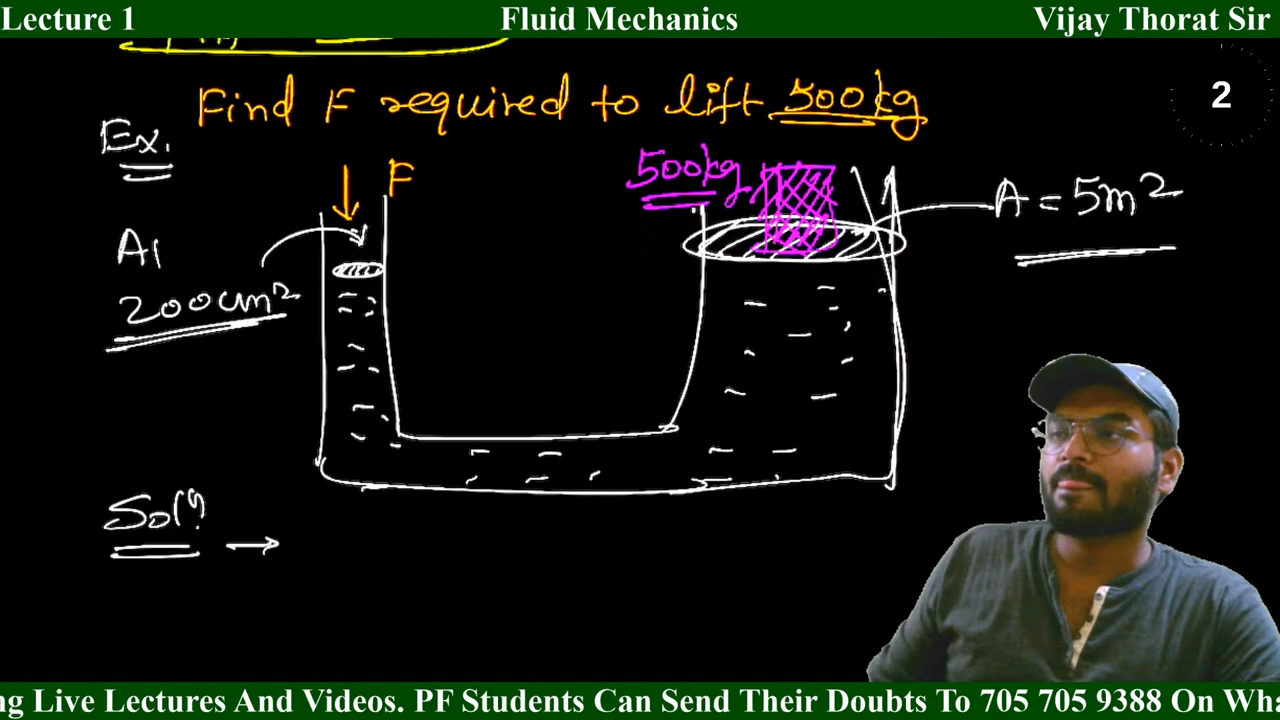 Lecture 1 Fluid Mechanics Vijay Thorat Sir
2
Find F required to lift 500kg
Ex.
F
500kg
A = 5m²
A1
200cm²
Solⁿ →
ng Live Lectures And Videos. PF Students Can Send Their Doubts To 705 705 9388 On Wha